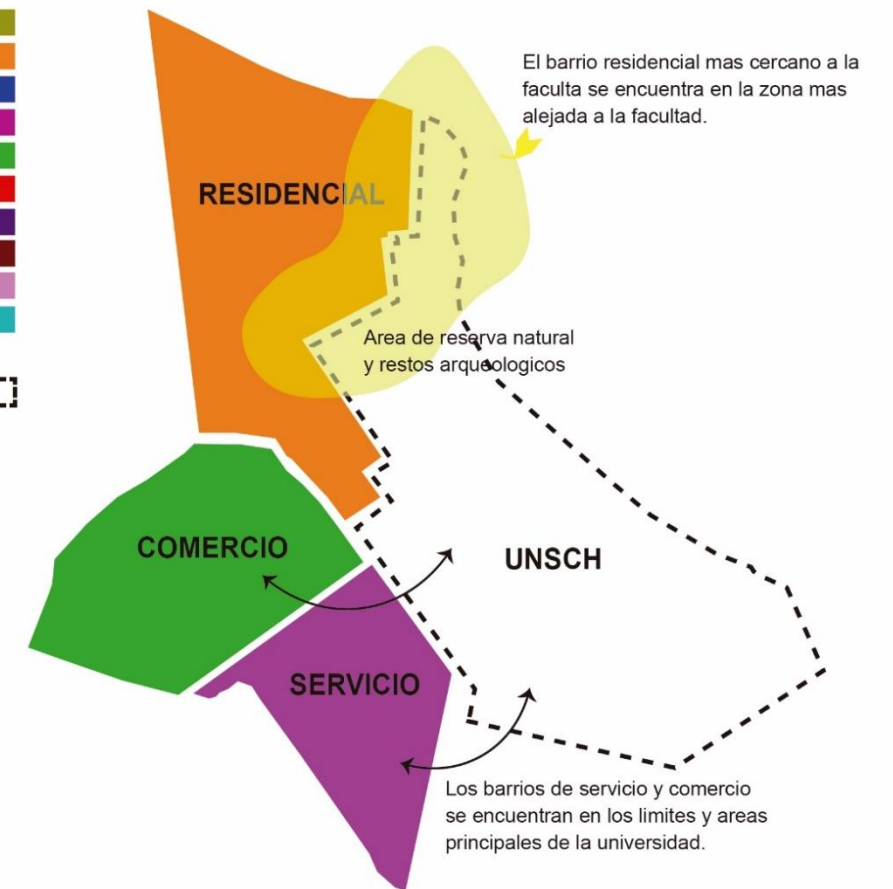 El barrio residencial mas cercano a la
faculta se encuentra en la zona mas
alejada a la facultad.
RESIDENCIAL
Area de reserva natural
y restos arqueologicos
COMERCIO
UNSCH
SERVICIO
Los barrios de servicio y comercio
se encuentran en los limites y areas
principales de la universidad.